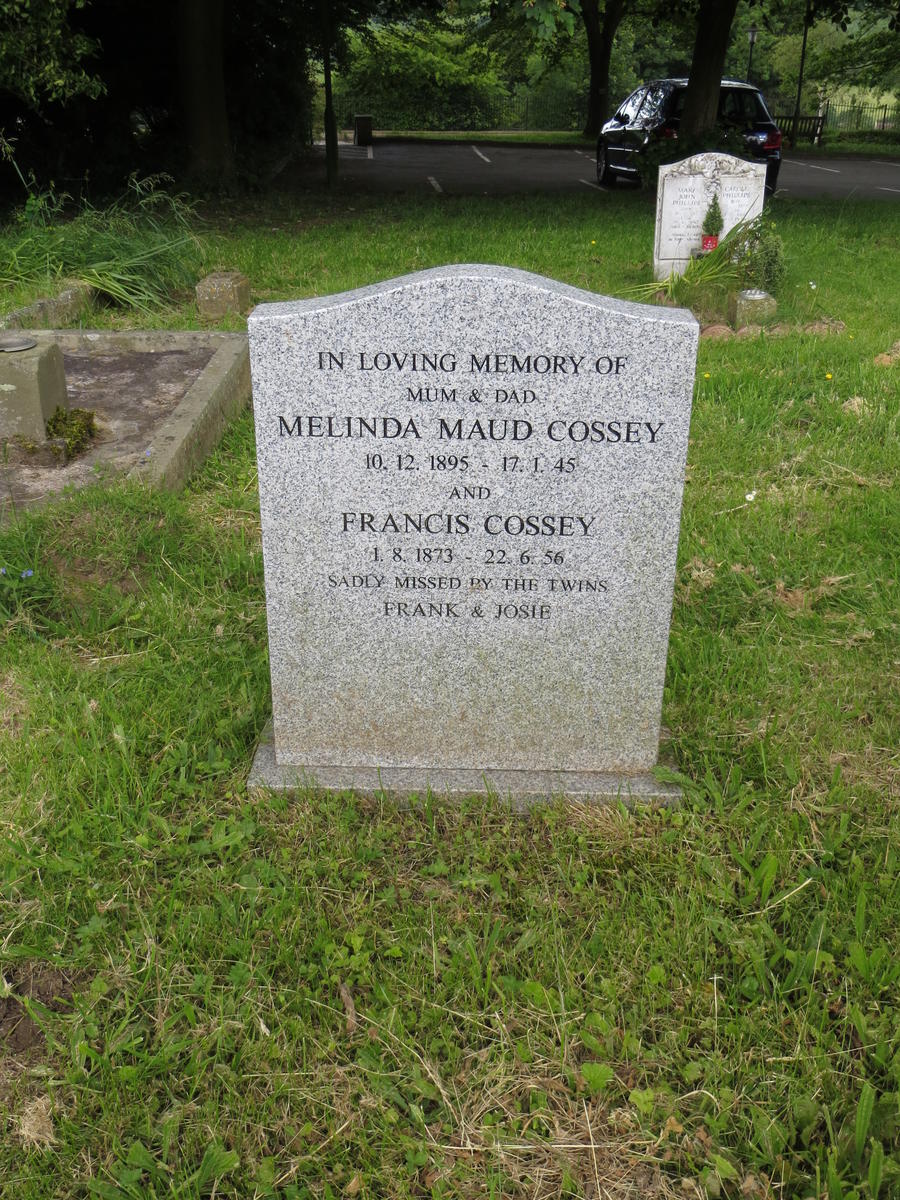 IN LOVING MEMORY OF
MUM & DAD
MELINDA MAUD COSSEY
10. 12. 1895 - 17. 1. 45
AND
FRANCIS COSSEY
1. 8. 1873 - 22. 6. 56
SADLY MISSED BY THE TWINS
FRANK & JOSIE
JOHN